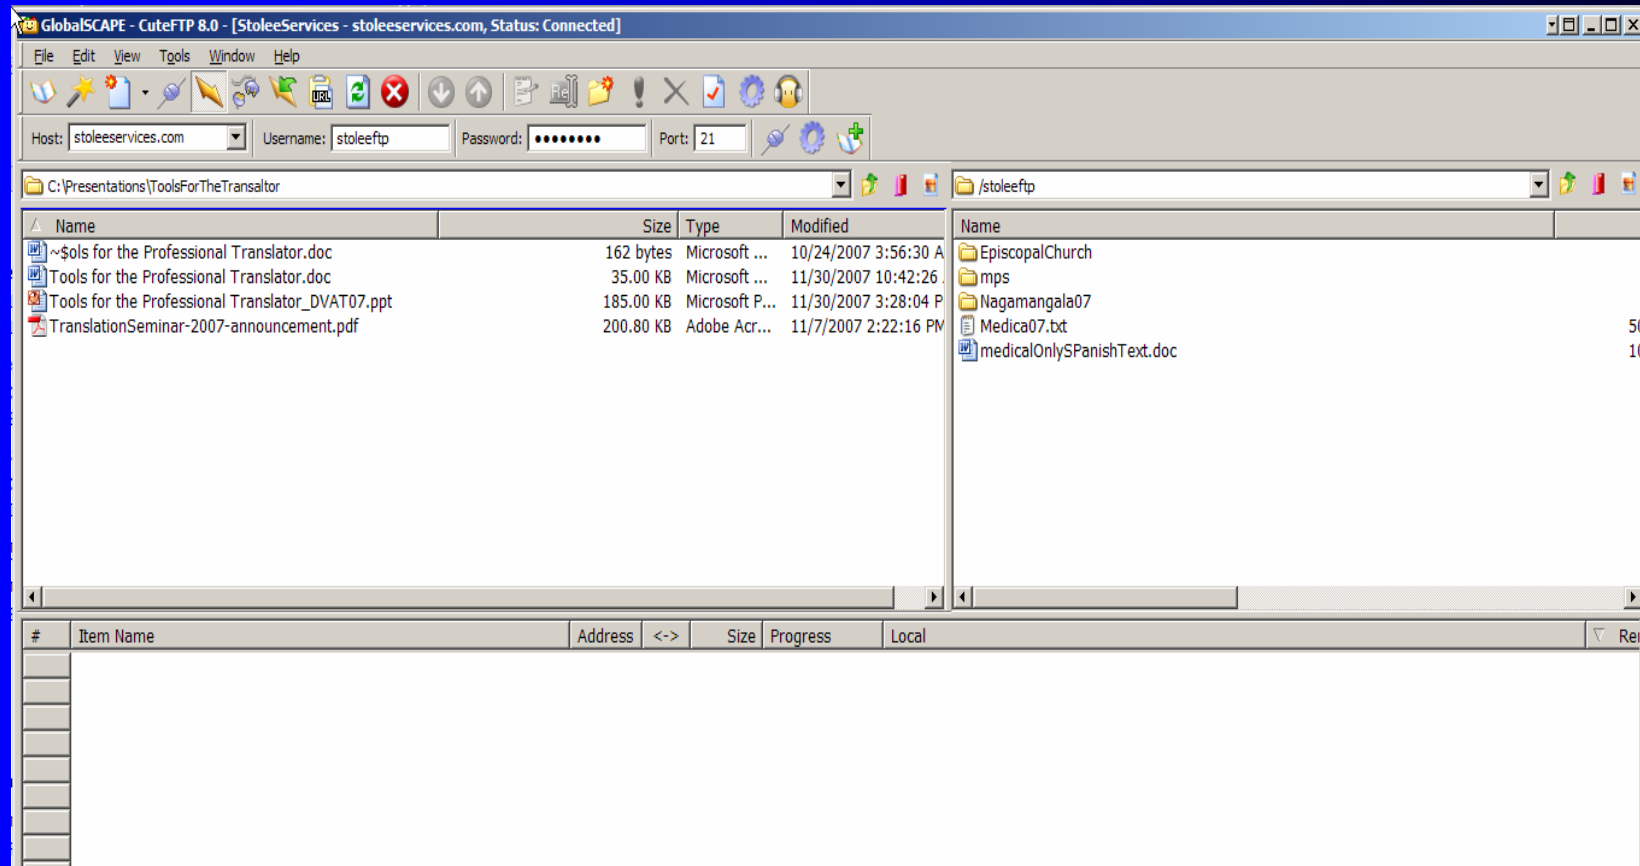 GlobalSCAPE - CuteFTP 8.0 - [StoleeServices - stoleeservices.com, Status: Connected]
File Edit View Tools Window Help
URL
Host: stoleeservices.com Username: stoleeftp Password: •••••••• Port: 21
C:\Presentations\ToolsForTheTransaltor
/stoleeftp
Name Size Type Modified
~$ols for the Professional Translator.doc 162 bytes Microsoft ... 10/24/2007 3:56:30 A
Tools for the Professional Translator.doc 35.00 KB Microsoft ... 11/30/2007 10:42:26
Tools for the Professional Translator_DVAT07.ppt 185.00 KB Microsoft P... 11/30/2007 3:28:04 P
TranslationSeminar-2007-announcement.pdf 200.80 KB Adobe Acr... 11/7/2007 2:22:16 PM
Name
EpiscopalChurch
mps
Nagamangala07
Medica07.txt
medicalOnlySPanishText.doc
# Item Name Address <-> Size Progress Local